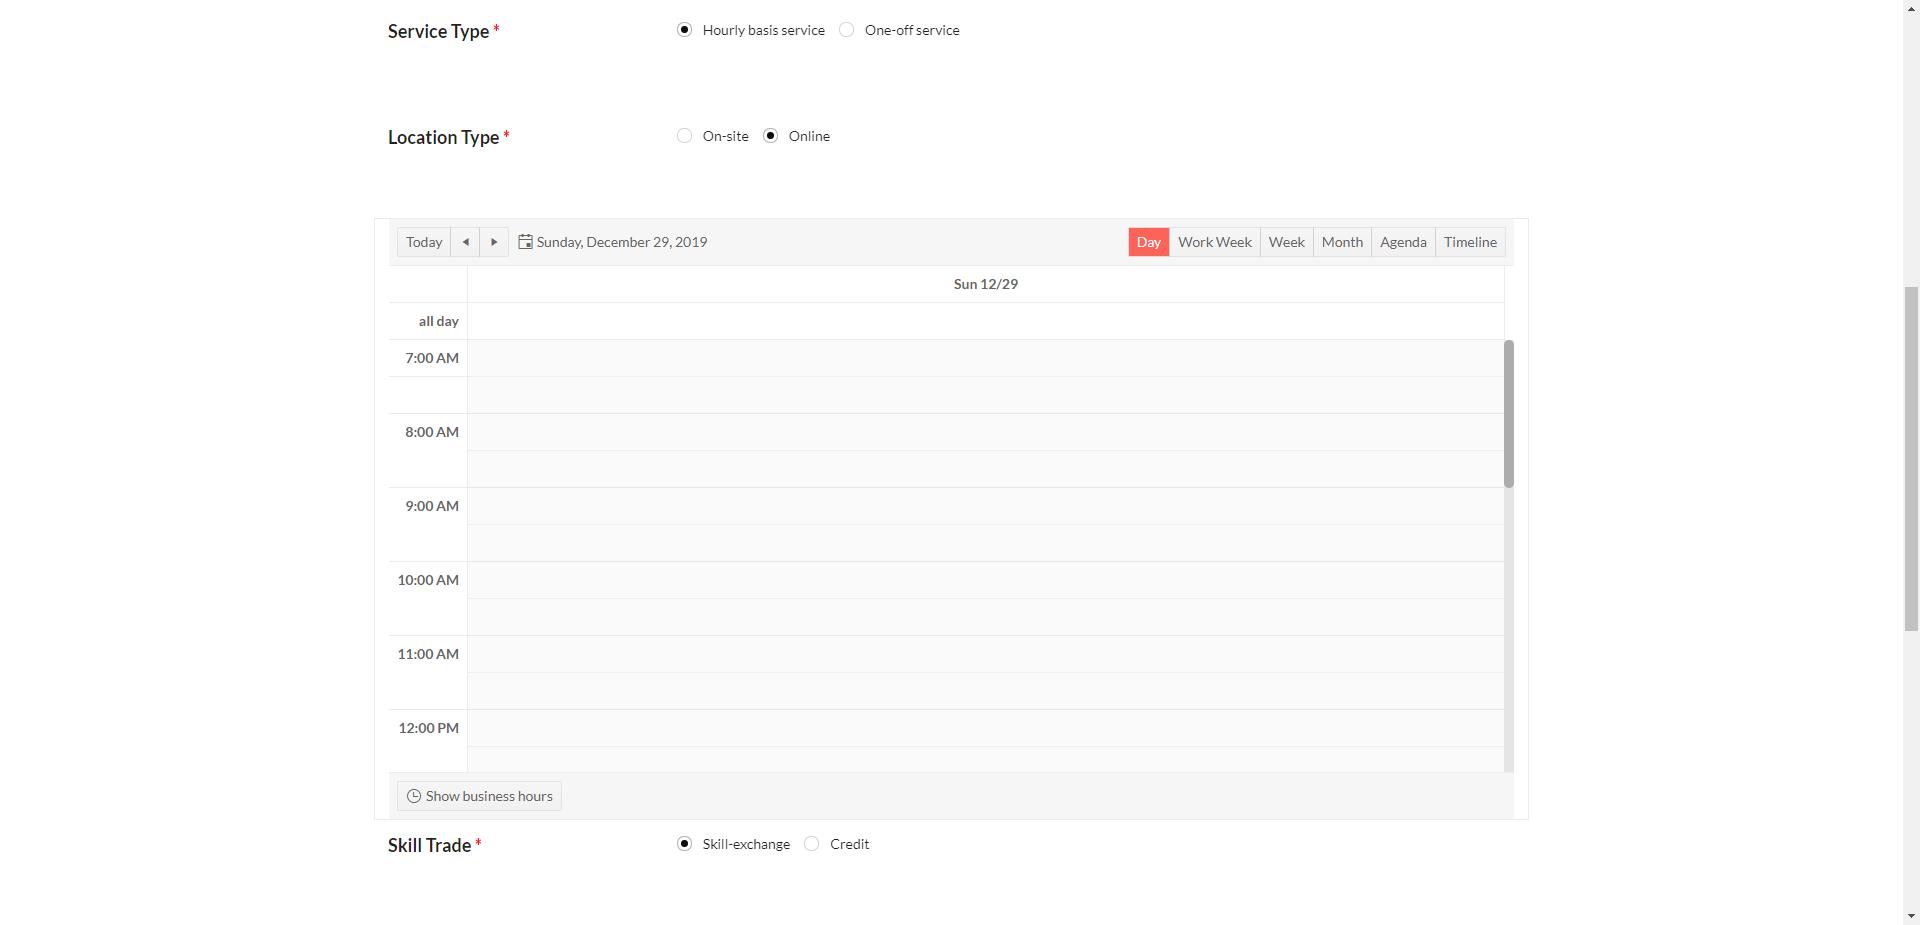 Service Type * Hourly basis service One-off service
Location Type * On-site Online
Today Sunday, December 29, 2019 Day Work Week Week Month Agenda Timeline
Sun 12/29
all day
7:00 AM
8:00 AM
9:00 AM
10:00 AM
11:00 AM
12:00 PM
Show business hours
Skill Trade * Skill-exchange Credit